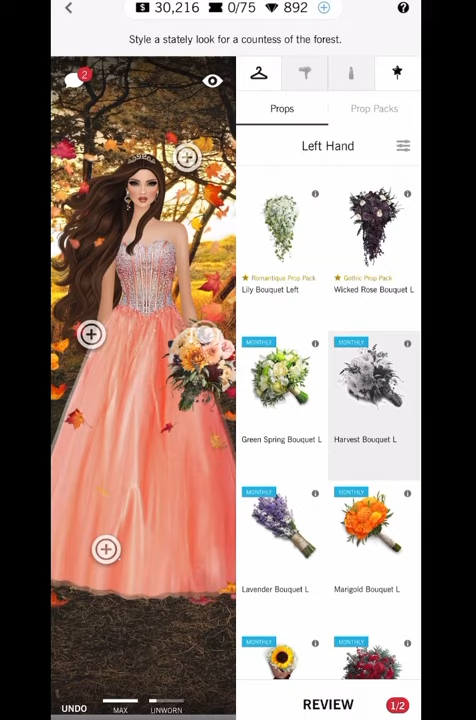 $ 30,216 0/75 892
?
Style a stately look for a countess of the forest.
2
Props
Prop Packs
Left Hand
Romantique Prop Pack
Lily Bouquet Left
Gothic Prop Pack
Wicked Rose Bouquet L
MONTHLY
Green Spring Bouquet L
MONTHLY
Harvest Bouquet L
MONTHLY
Lavender Bouquet L
MONTHLY
Marigold Bouquet L
MONTHLY
MONTHLY
UNDO
MAX
UNWORN
REVIEW
1/2